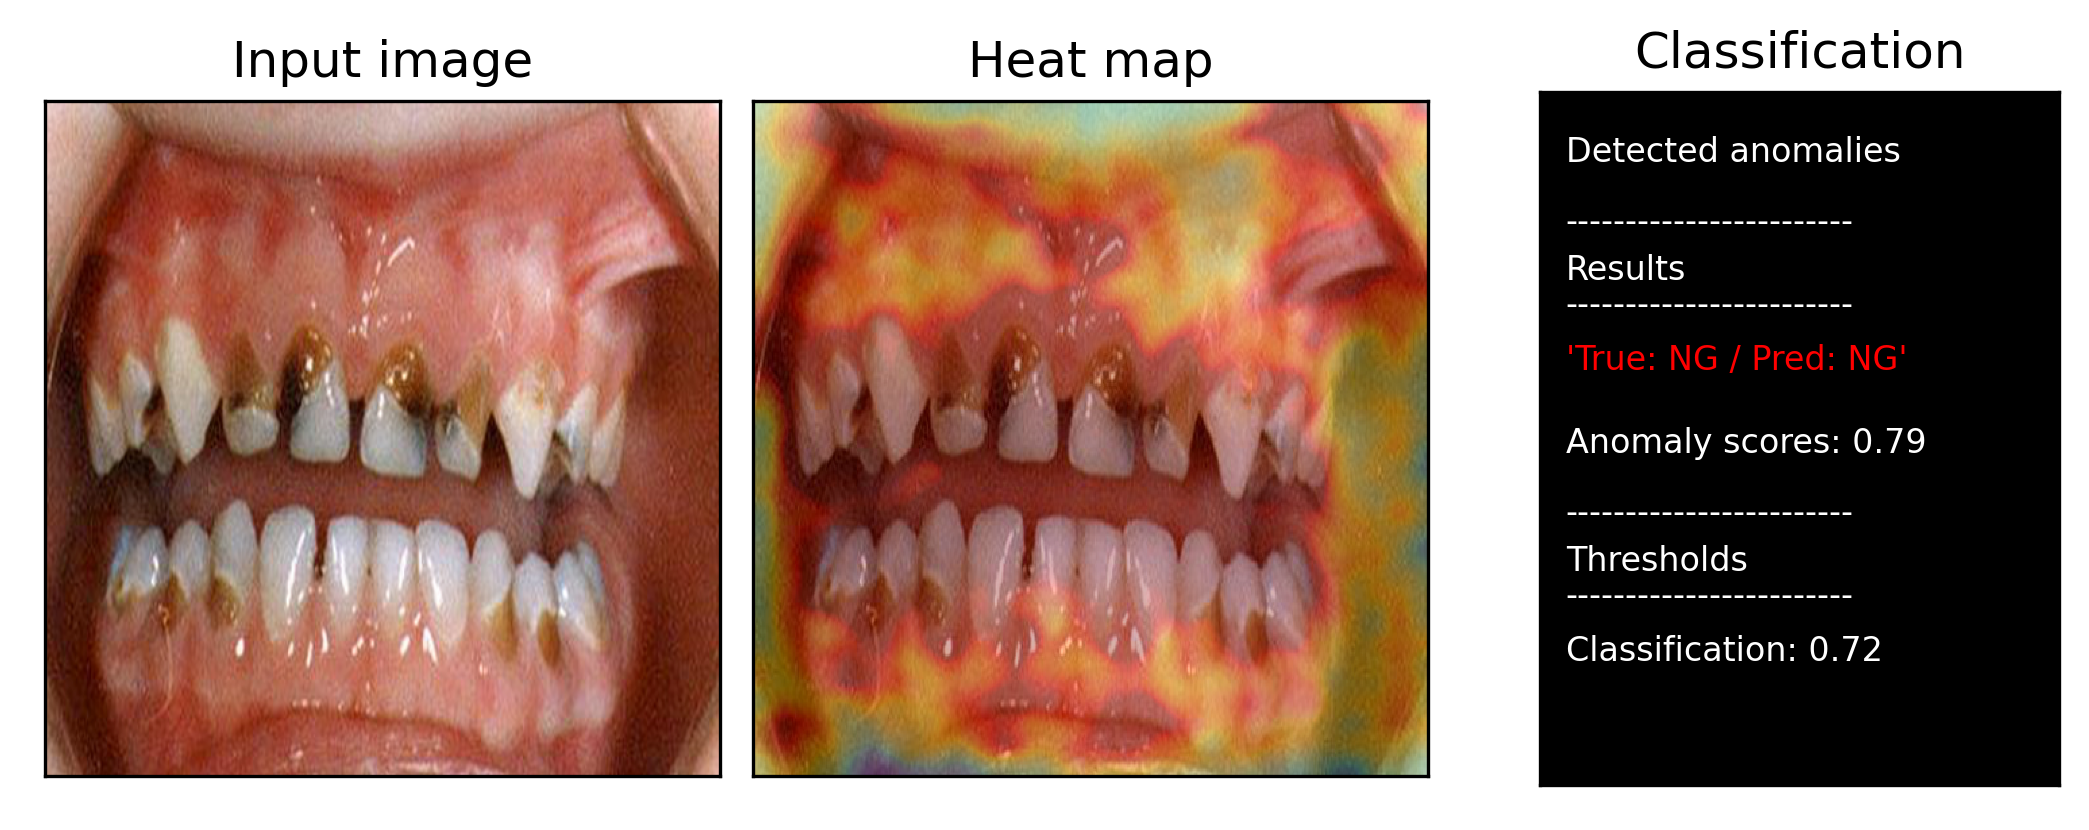 Input image
Heat map
Classification
Detected anomalies
------------------------
Results
------------------------
'True: NG / Pred: NG'
Anomaly scores: 0.79
------------------------
Thresholds
------------------------
Classification: 0.72